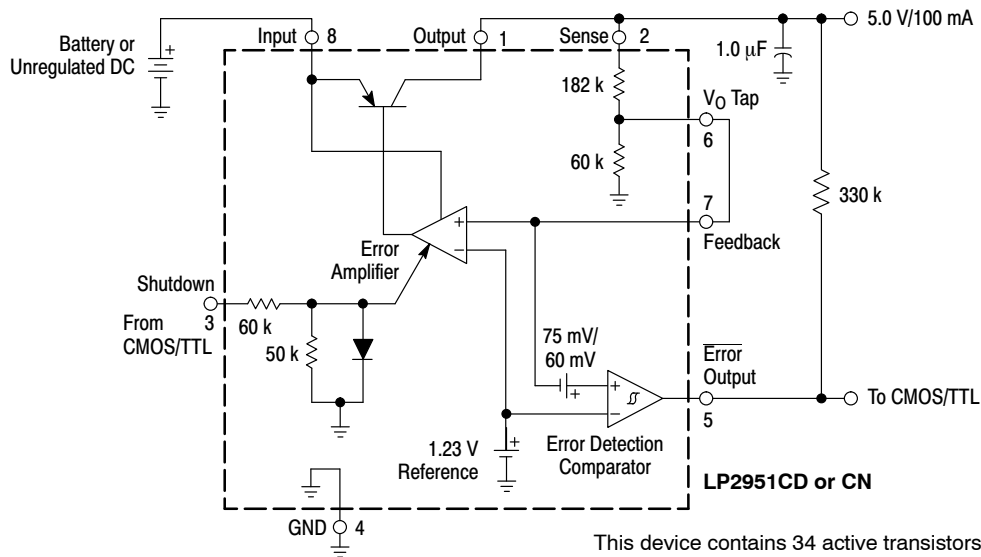 Battery or
Unregulated DC
+
Input
8
Output
1
Sense
2
5.0 V/100 mA
1.0 μF
182 k
VO Tap
6
60 k
330 k
7
Feedback
+
−
Error
Amplifier
Shutdown
3
From
CMOS/TTL
60 k
50 k
75 mV/
60 mV
+
+
−
Error
Output
5
To CMOS/TTL
1.23 V
Reference
+
Error Detection
Comparator
LP2951CD or CN
GND
4
This device contains 34 active transistors